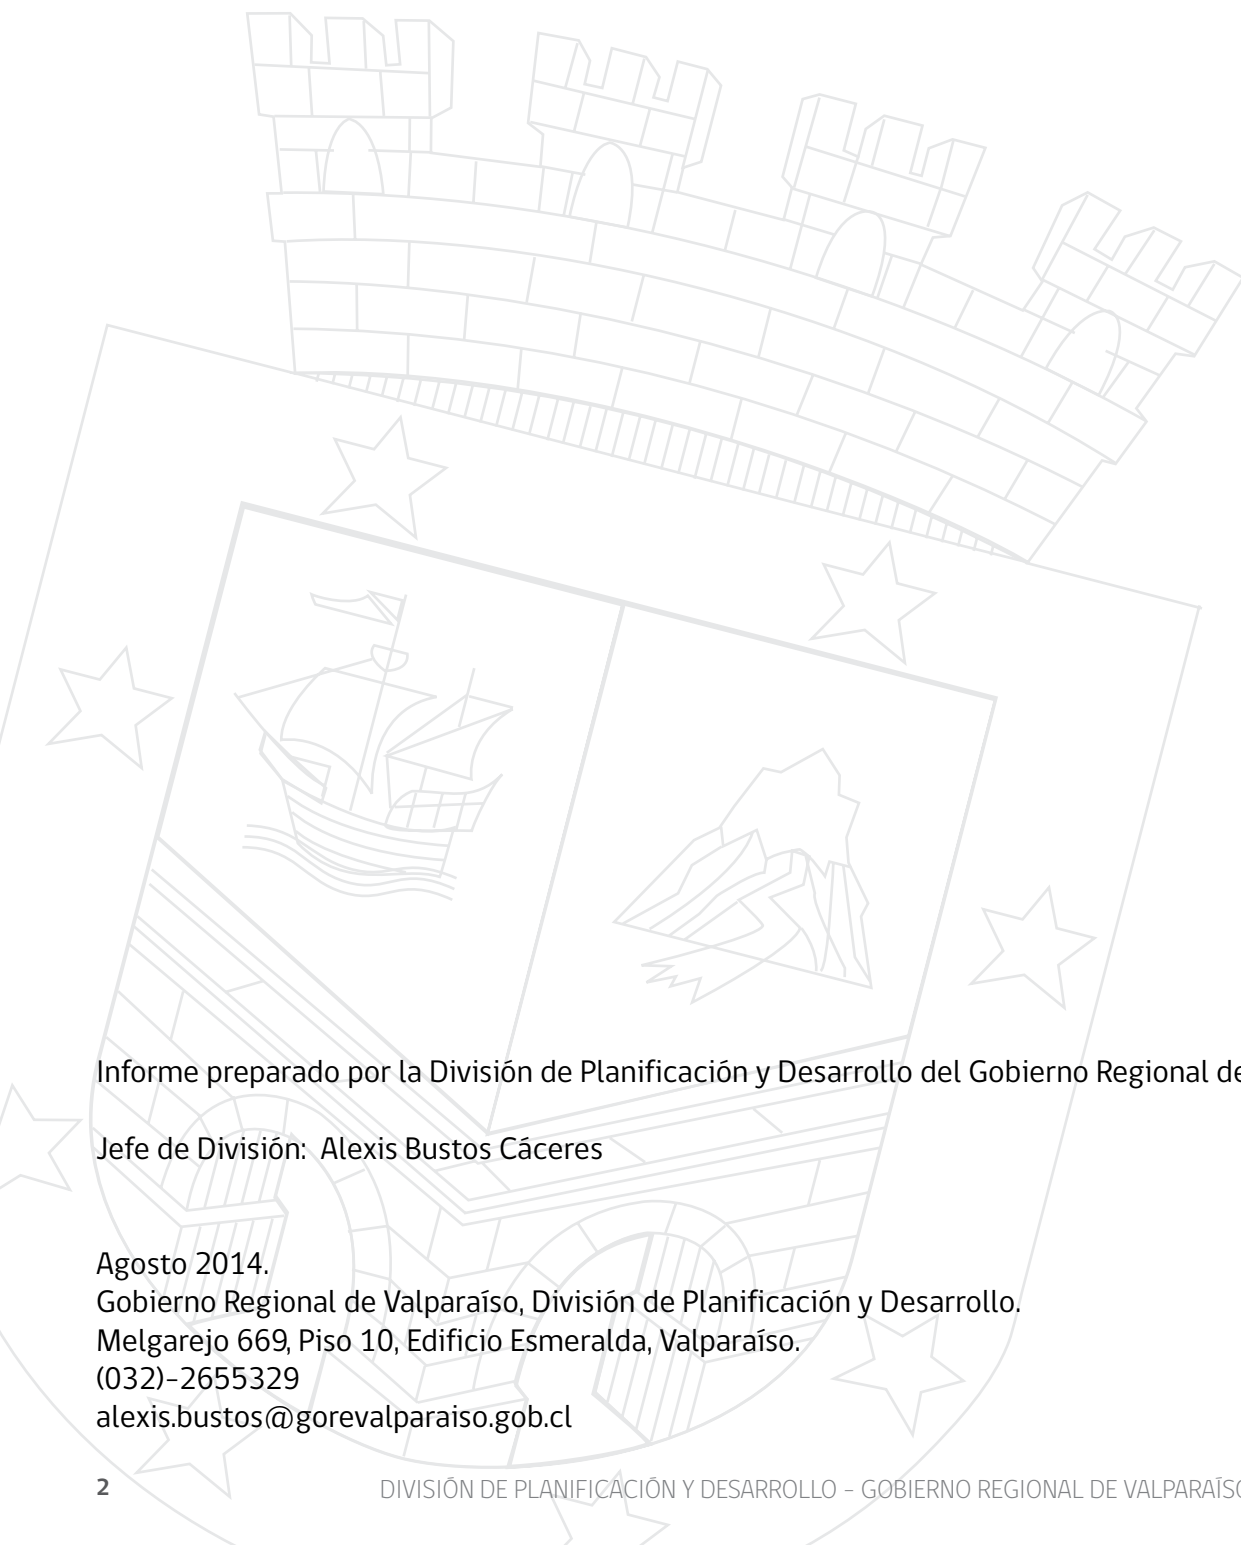 Informe preparado por la División de Planificación y Desarrollo del Gobierno Regional de
Jefe de División: Alexis Bustos Cáceres
Agosto 2014.
Gobierno Regional de Valparaíso, División de Planificación y Desarrollo.
Melgarejo 669, Piso 10, Edificio Esmeralda, Valparaíso.
(032)-2655329
alexis.bustos@gorevalparaiso.gob.cl
2 DIVISIÓN DE PLANIFICACIÓN Y DESARROLLO - GOBIERNO REGIONAL DE VALPARAÍSO